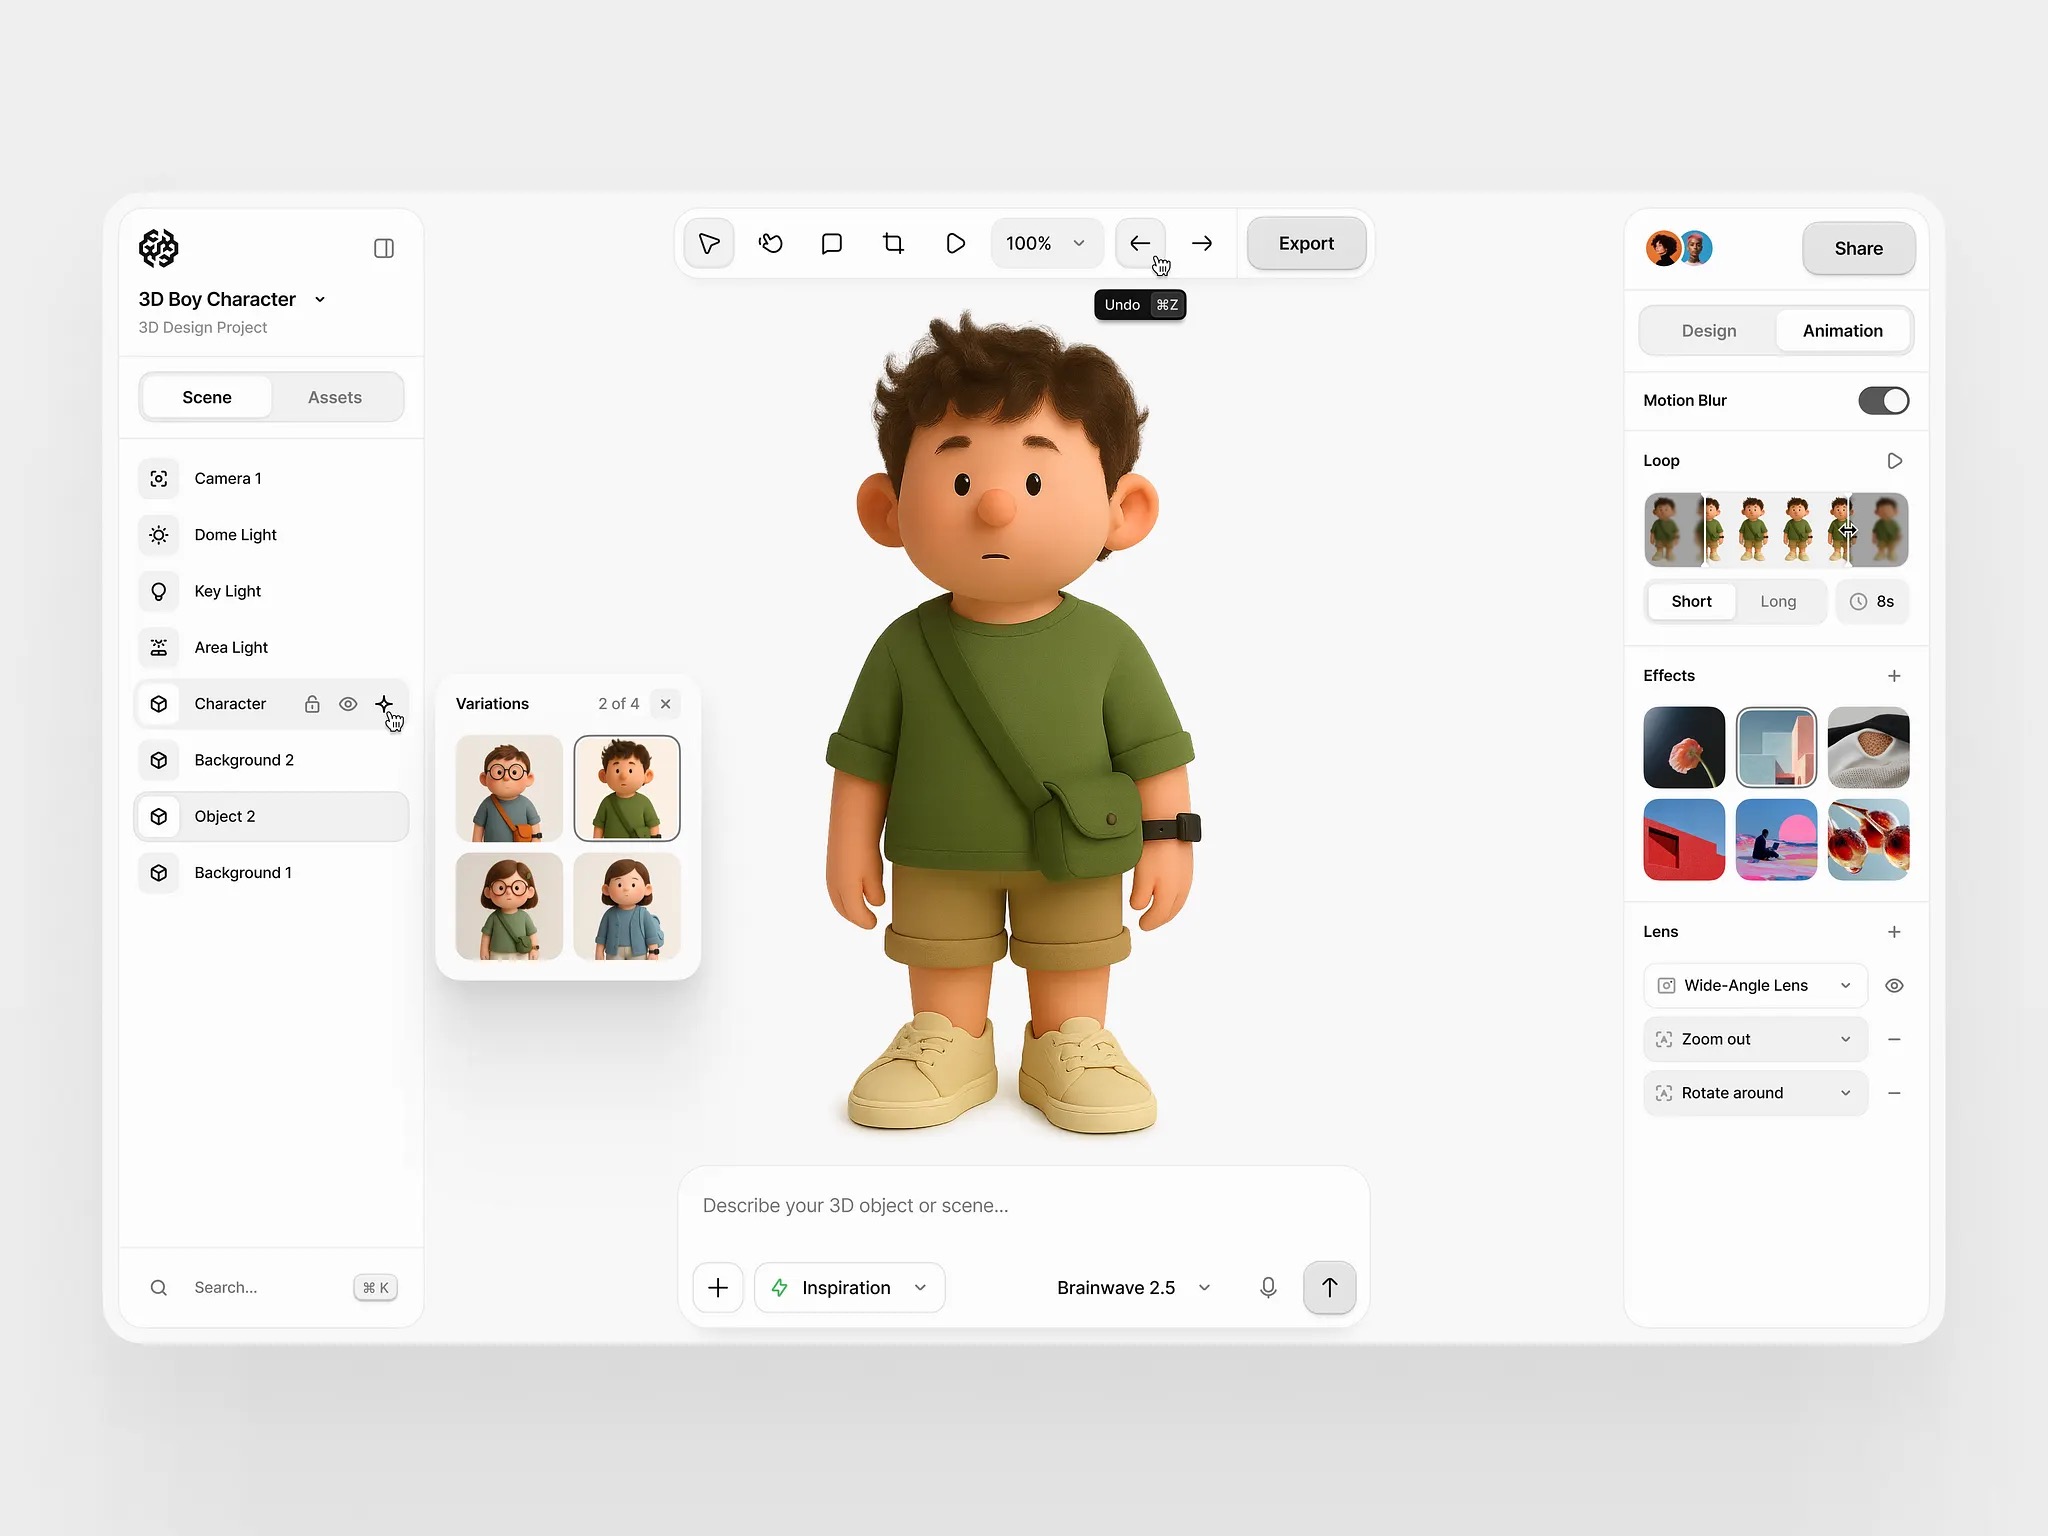 3D Boy Character
3D Design Project
Scene
Assets
Camera 1
Dome Light
Key Light
Area Light
Character
Background 2
Object 2
Background 1
Search...
⌘ K
Variations
2 of 4
100%
Export
Undo ⌘Z
Describe your 3D object or scene...
Inspiration
Brainwave 2.5
Share
Design
Animation
Motion Blur
Loop
Short
Long
8s
Effects
Lens
Wide-Angle Lens
Zoom out
Rotate around